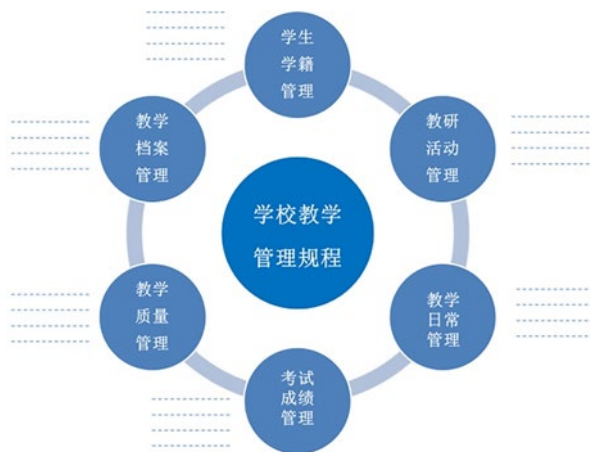 学生
学籍
管理
教学
档案
管理
教研
活动
管理
学校教学
管理规程
教学
质量
管理
教学
日常
管理
考试
成绩
管理